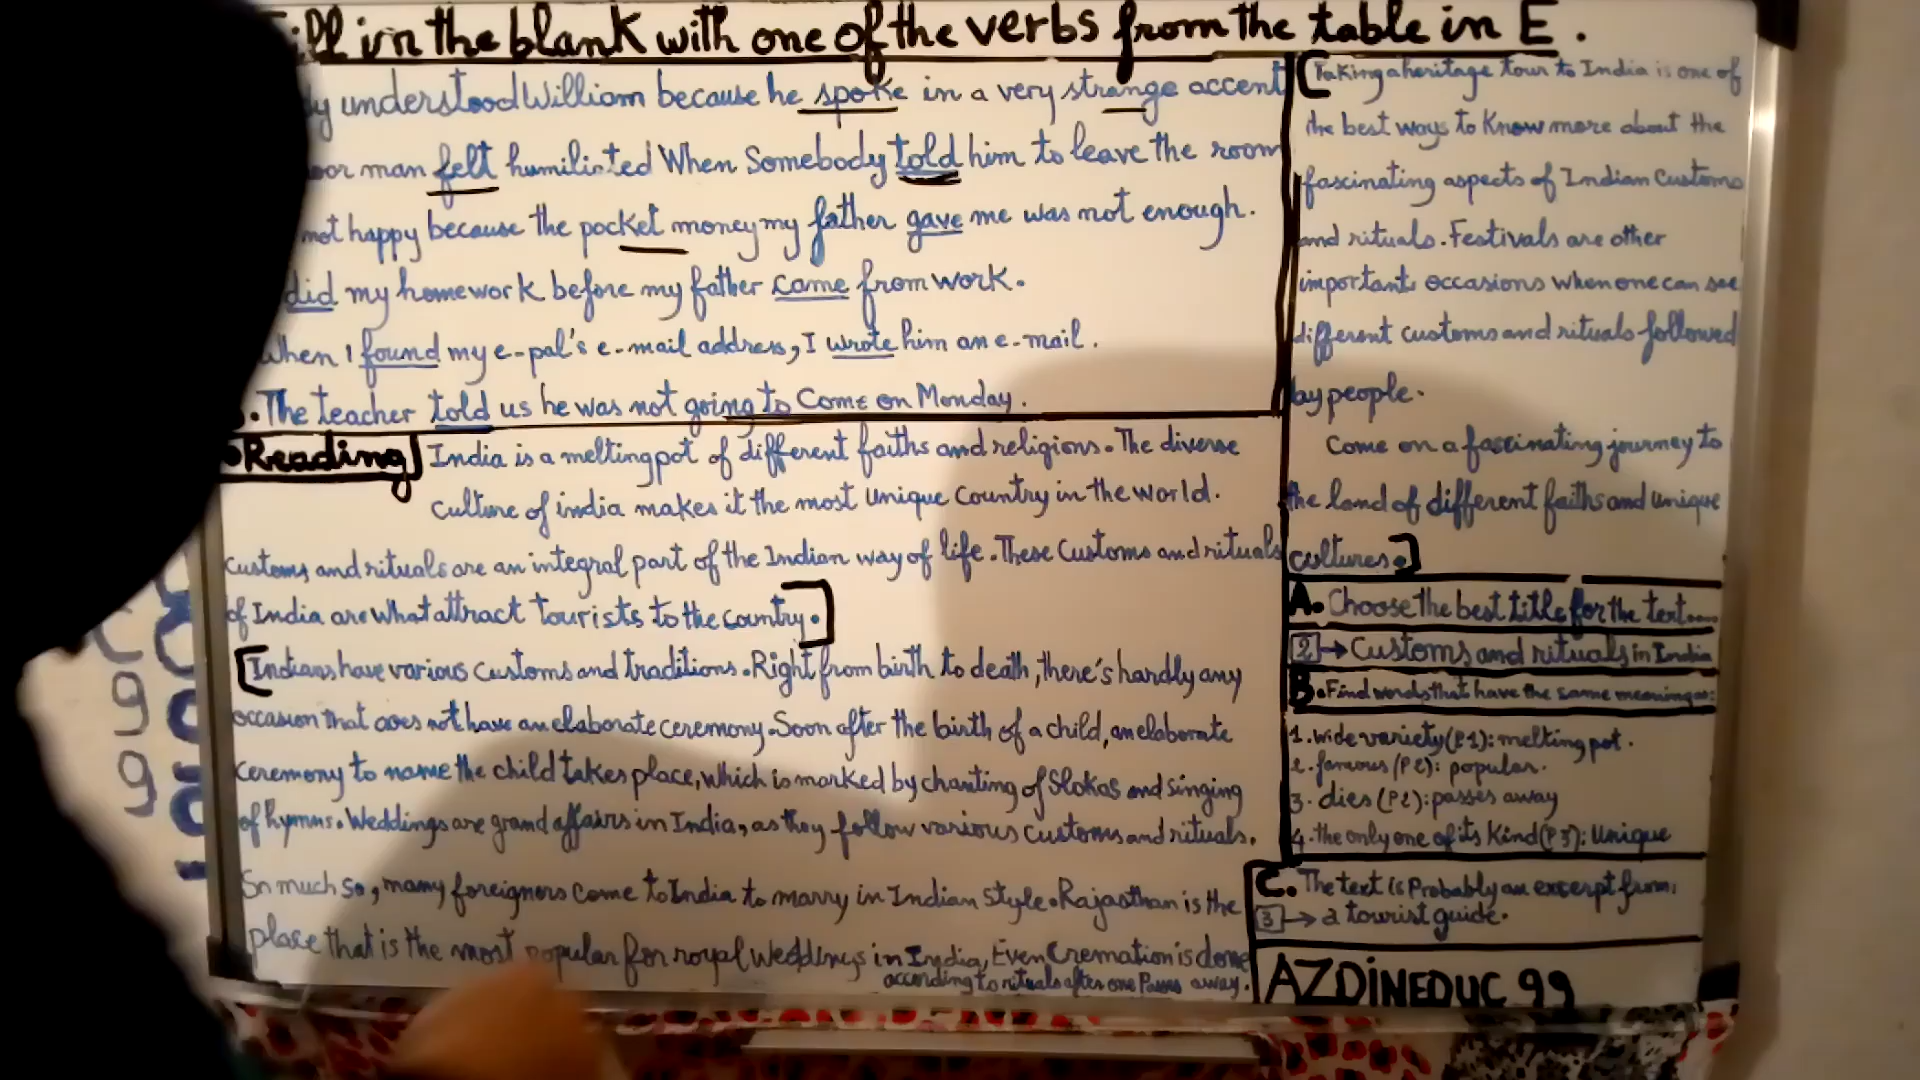 ill in the blank with one of the verbs from the table in E.
dy understood William because he spoke in a very strange accent
oor man felt humilinted When Somebody told him to leave the room
not happy because the pocket money my father gave me was not enough.
did my homework before my father came from work.
When I found my e-pal's e-mail address, I wrote him an e-mail.
. The teacher told us he was not going to Come on Monday.
Reading] India is a melting pot of different faiths and religions. The diverse
culture of india makes it the most Unique Country in the world.
customs and rituals are an integral part of the Indian way of life. These Customs and rituals
of India are what attract tourists to the country.]
[Indians have various customs and traditions. Right from birth to death, there's hardly any
occasion that does not have an elaborate ceremony. Soon after the birth of a child, an elaborate
ceremony to name the child takes place, which is marked by chanting of Slokas and singing
of hymns. Weddings are grand affairs in India, as they follow various customs and rituals.
So much so, many foreigners come to India to marry in Indian style. Rajasthan is the
place that is the most popular for royal weddings in India, Even Cremation is done
according to rituals after one Passes away.
[Taking a heritage tour to India is one of
the best ways to Know more about the
fascinating aspects of Indian Customs
and rituals. Festivals are other
important occasions when one can see
different customs and rituals followed
by people.
Come on a fascinating journey to
the land of different faiths and unique
cultures.]
A. Choose the best title for the text....
2 → Customs and rituals in India
B. Find words that have the same meaning as:
1. wide variety (P1): melting pot.
2. famous (P2): popular.
3. dies (P2): passes away
4. the only one of its Kind (P3): Unique
C. The text is Probably an excerpt from:
3 → a tourist guide.
AZDINEDUC 99